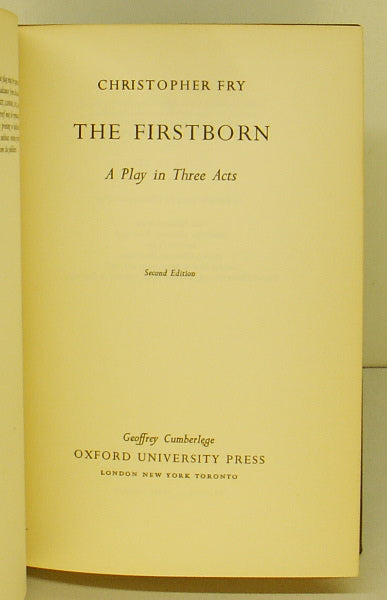 CHRISTOPHER FRY
THE FIRSTBORN
A Play in Three Acts
Second Edition
Geoffrey Cumberlege
OXFORD UNIVERSITY PRESS
LONDON NEW YORK TORONTO